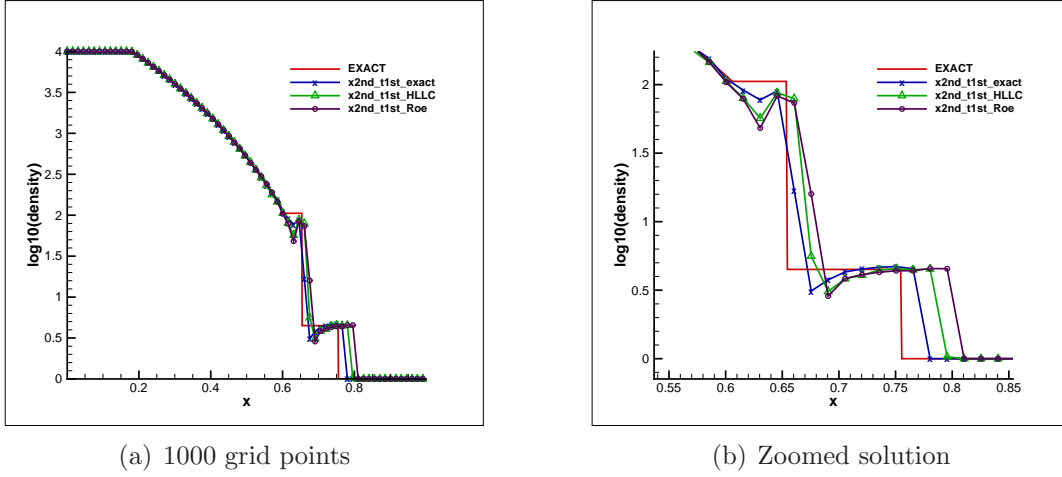 log10(density)
4
3.5
3
2.5
2
1.5
1
0.5
0
0.2
0.4
0.6
0.8
x
EXACT
x2nd_t1st_exact
x2nd_t1st_HLLC
x2nd_t1st_Roe
(a) 1000 grid points
log10(density)
2
1.5
1
0.5
0
0.55
0.6
0.65
0.7
0.75
0.8
0.85
x
EXACT
x2nd_t1st_exact
x2nd_t1st_HLLC
x2nd_t1st_Roe
(b) Zoomed solution